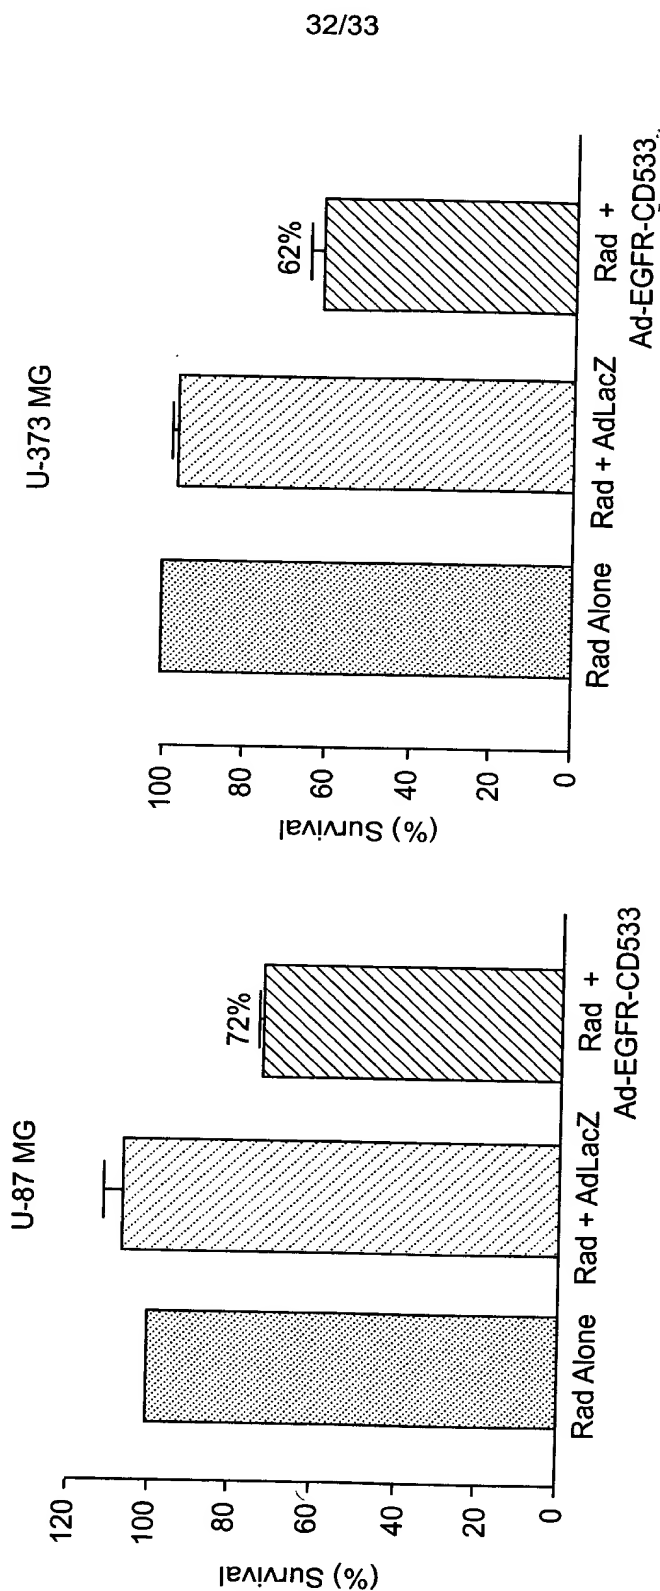 32/33
U-87 MG
(%) Survival
120
100
80
60
40
20
0
72%
Rad Alone
Rad + AdLacZ
Rad +
Ad-EGFR-CD533
U-373 MG
(%) Survival
100
80
60
40
20
0
62%
Rad Alone
Rad + AdLacZ
Rad +
Ad-EGFR-CD533